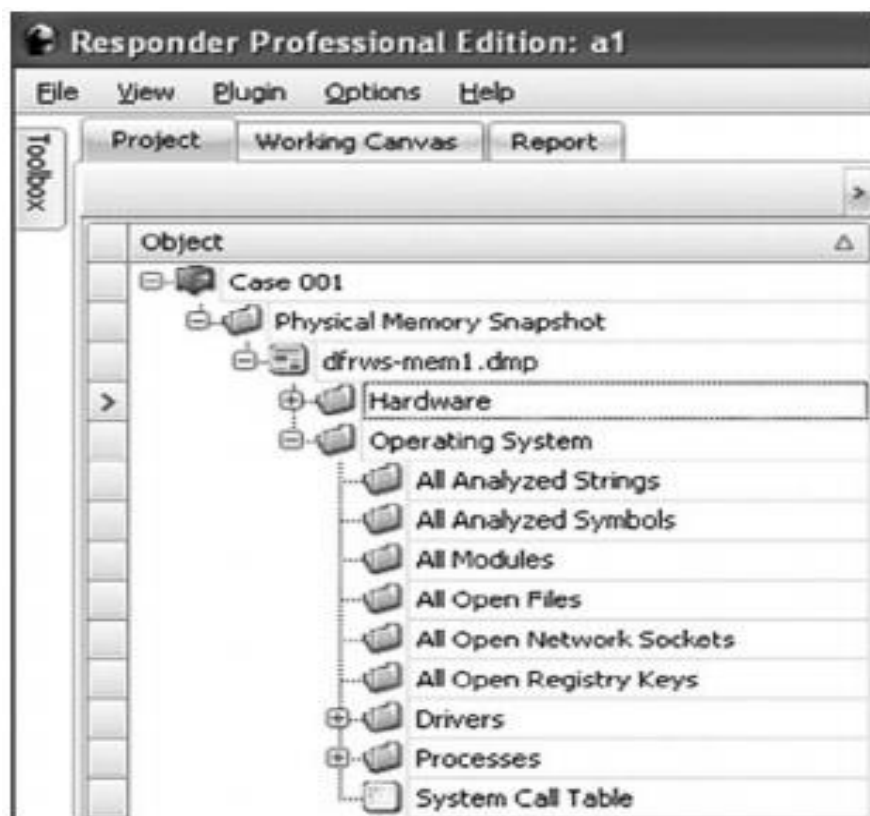 Responder Professional Edition: a1
File View Plugin Options Help
Toolbox
Project Working Canvas Report
Object
Case 001
Physical Memory Snapshot
dfrws-mem1.dmp
Hardware
Operating System
All Analyzed Strings
All Analyzed Symbols
All Modules
All Open Files
All Open Network Sockets
All Open Registry Keys
Drivers
Processes
System Call Table